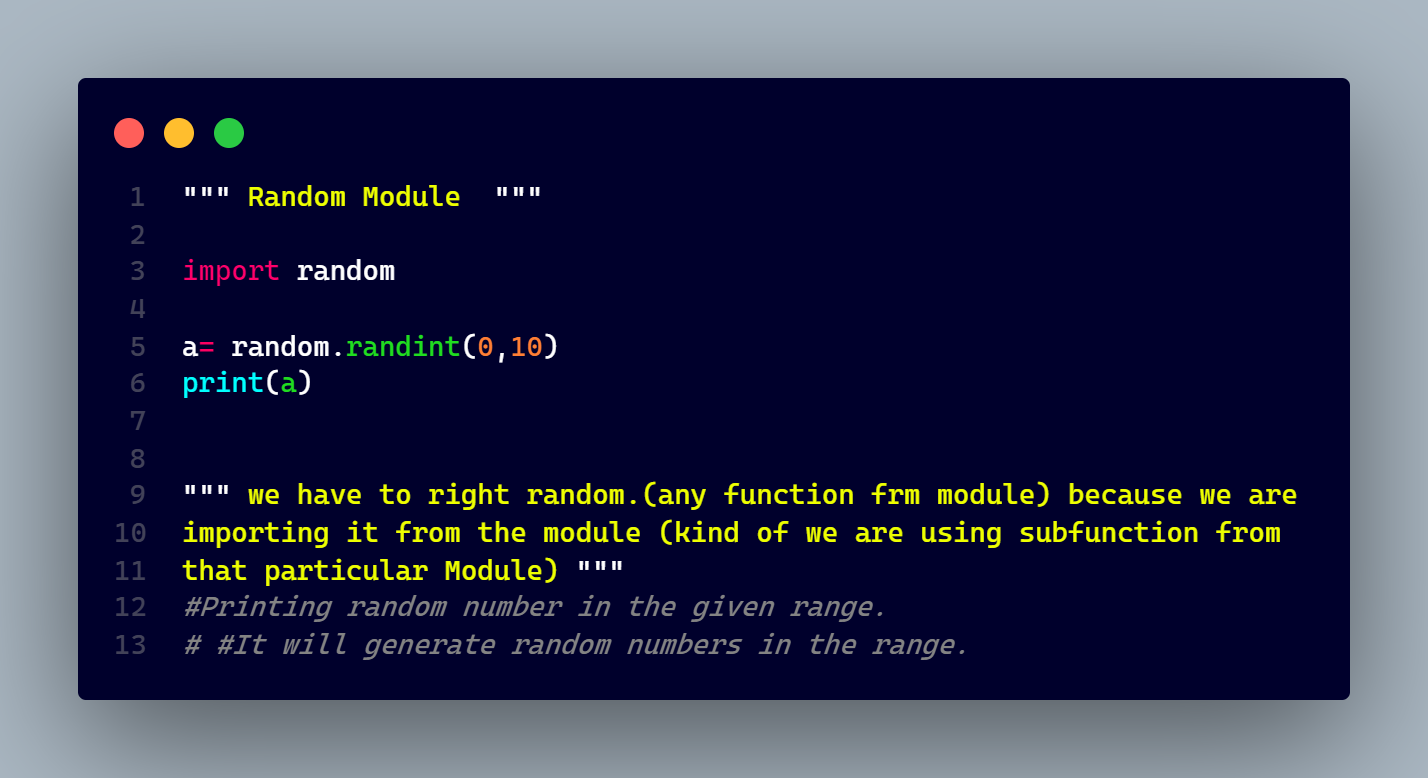 1 """ Random Module  """
2
3 import random
4
5 a= random.randint(0,10)
6 print(a)
7
8
9 """ we have to right random.(any function frm module) because we are
10 importing it from the module (kind of we are using subfunction from
11 that particular Module) """
12 #Printing random number in the given range.
13 # #It will generate random numbers in the range.